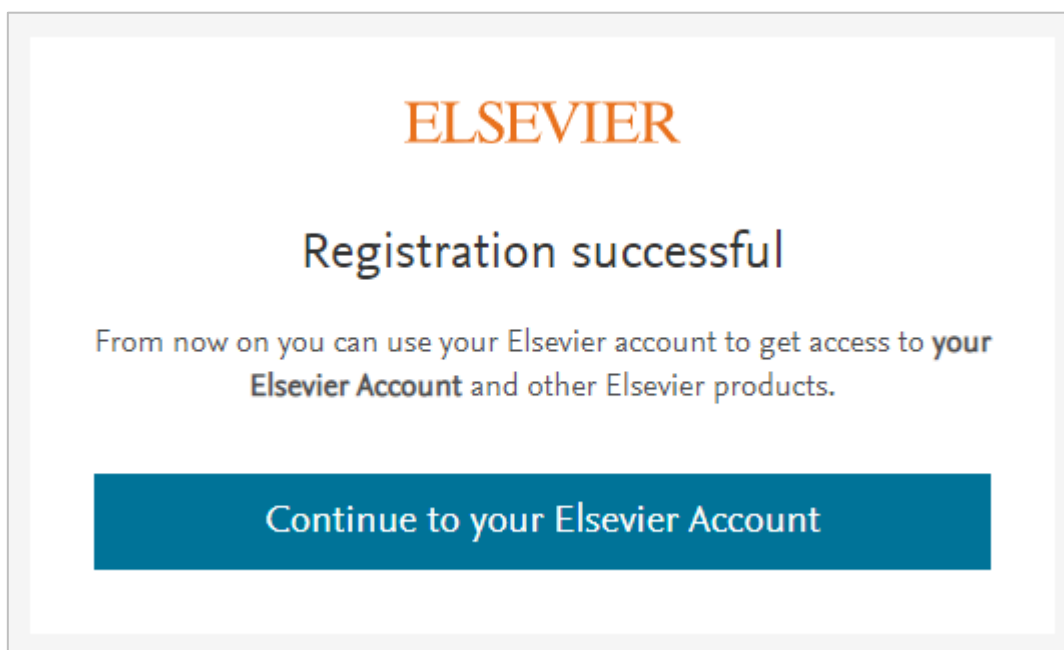 ELSEVIER
Registration successful
From now on you can use your Elsevier account to get access to your
Elsevier Account and other Elsevier products.
Continue to your Elsevier Account